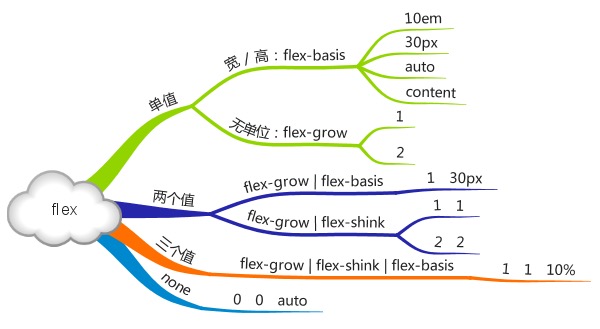 flex
单值
宽 / 高：flex-basis
10em
30px
auto
content
无单位：flex-grow
1
2
两个值
flex-grow | flex-basis
1 30px
flex-grow | flex-shink
1 1
2 2
三个值
flex-grow | flex-shink | flex-basis
1 1 10%
none
0 0 auto